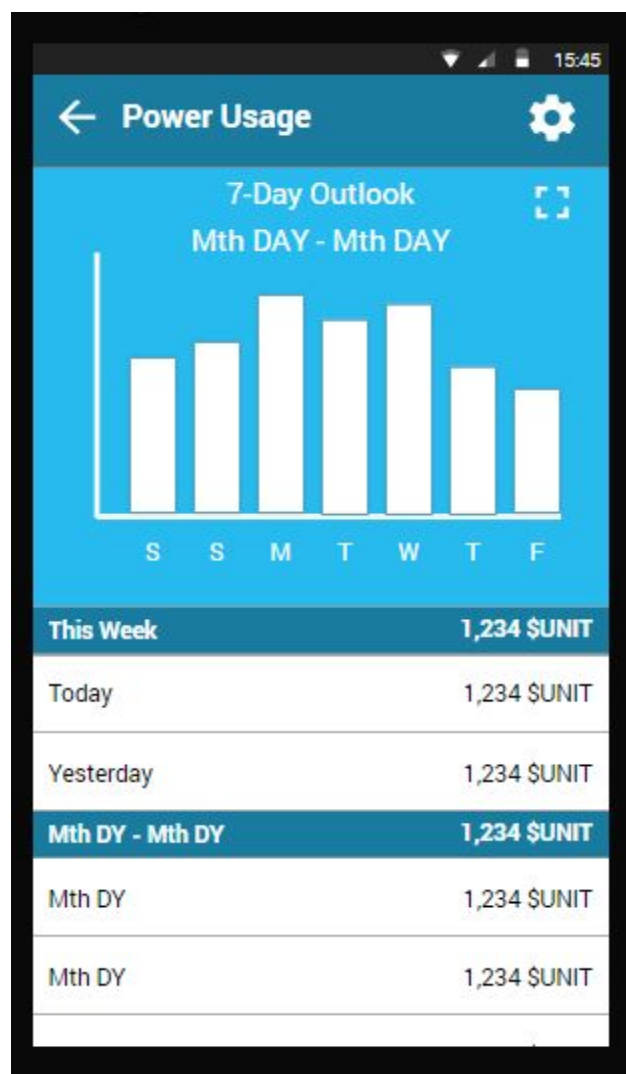 15:45
Power Usage
7-Day Outlook
Mth DAY - Mth DAY
S S M T W T F
This Week 1,234 $UNIT
Today 1,234 $UNIT
Yesterday 1,234 $UNIT
Mth DY - Mth DY 1,234 $UNIT
Mth DY 1,234 $UNIT
Mth DY 1,234 $UNIT